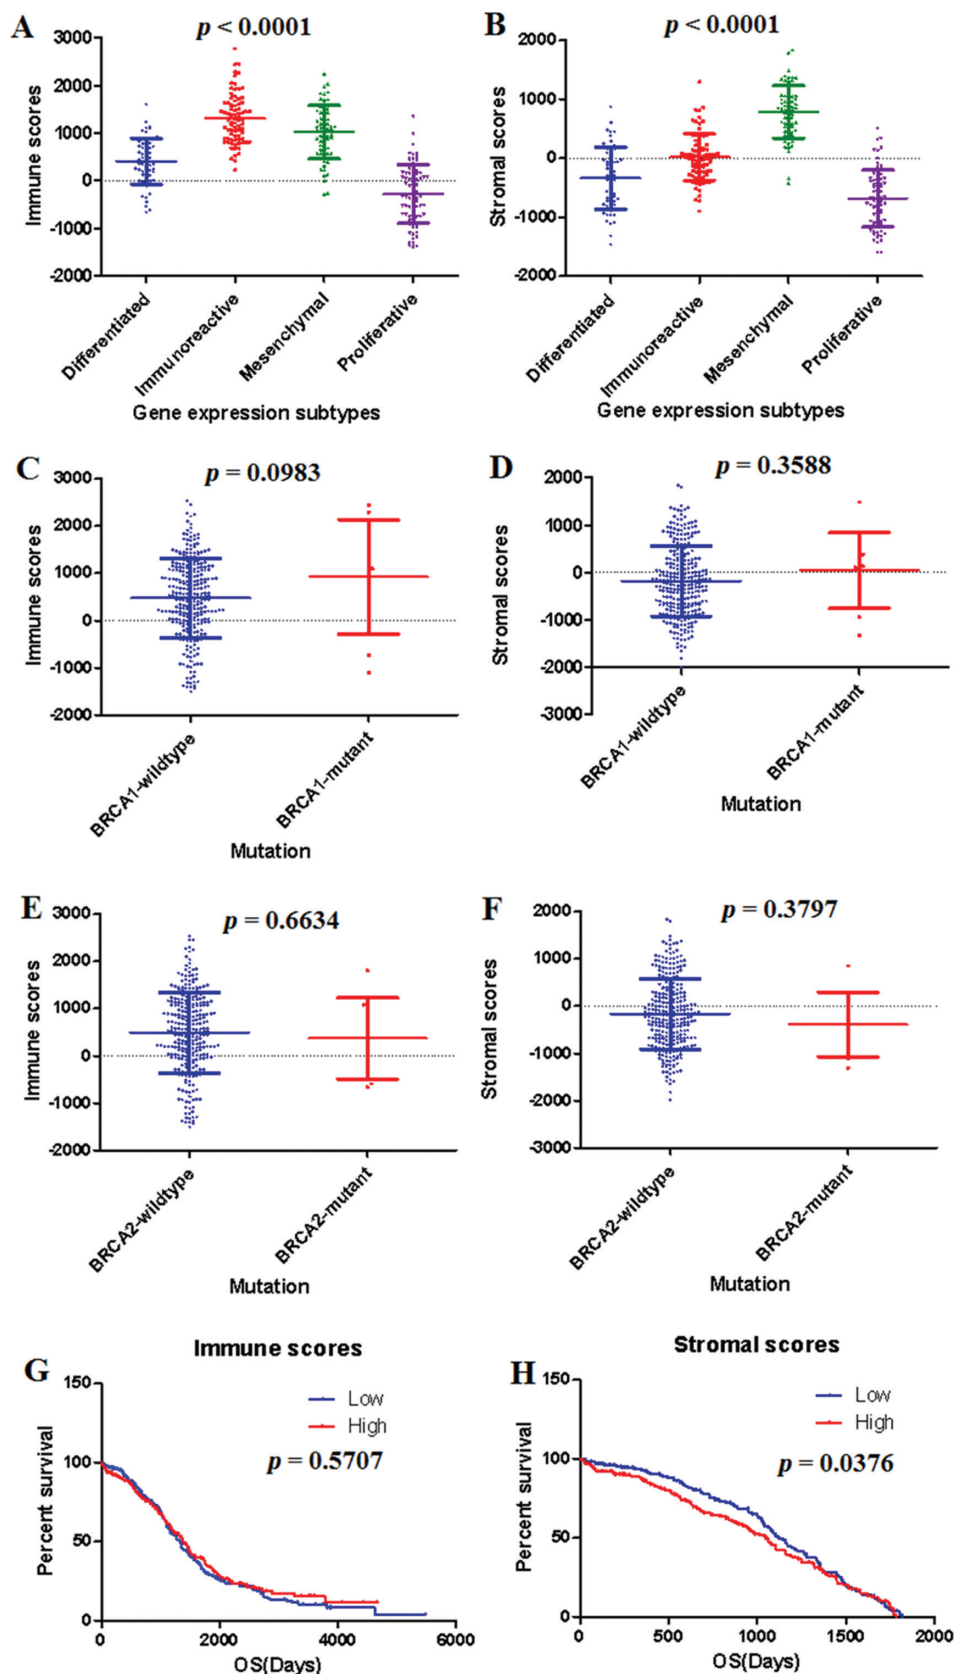 A
p < 0.0001
3000
2000
1000
0
-1000
-2000
Immune scores
Differentiated
Immunoreactive
Mesenchymal
Proliferative
Gene expression subtypes
B
p < 0.0001
2000
1000
0
-1000
-2000
Stromal scores
Differentiated
Immunoreactive
Mesenchymal
Proliferative
Gene expression subtypes
C
p = 0.0983
3000
2000
1000
0
-1000
-2000
Immune scores
BRCA1-wildtype
BRCA1-mutant
Mutation
D
p = 0.3588
2000
1000
0
-1000
-2000
-3000
Stromal scores
BRCA1-wildtype
BRCA1-mutant
Mutation
E
p = 0.6634
3000
2000
1000
0
-1000
-2000
Immune scores
BRCA2-wildtype
BRCA2-mutant
Mutation
F
p = 0.3797
2000
1000
0
-1000
-2000
-3000
Stromal scores
BRCA2-wildtype
BRCA2-mutant
Mutation
G
Immune scores
150
100
50
0
Percent survival
Low
High
p = 0.5707
0
2000
4000
6000
OS(Days)
H
Stromal scores
150
100
50
0
Percent survival
Low
High
p = 0.0376
0
500
1000
1500
2000
OS(Days)